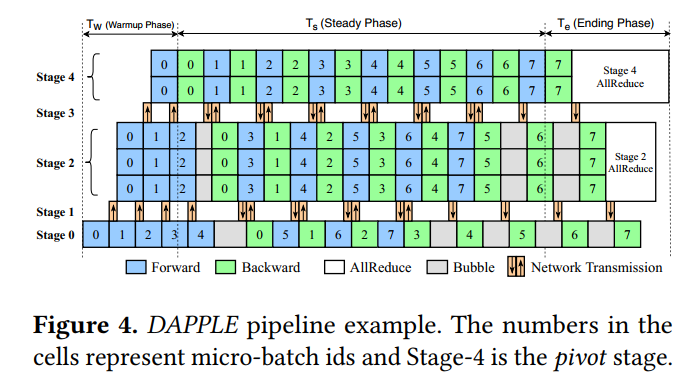 Tw (Warmup Phase) Ts (Steady Phase) Te (Ending Phase)
Stage 4 0 0 1 1 2 2 3 3 4 4 5 5 6 6 7 7 Stage 4
0 0 1 1 2 2 3 3 4 4 5 5 6 6 7 7 AllReduce
Stage 3
0 1 2 0 3 1 4 2 5 3 6 4 7 5 6 7
Stage 2 0 1 2 0 3 1 4 2 5 3 6 4 7 5 6 7 Stage 2
0 1 2 0 3 1 4 2 5 3 6 4 7 5 6 7 AllReduce
Stage 1
Stage 0 0 1 2 3 4 0 5 1 6 2 7 3 4 5 6 7
Forward Backward AllReduce Bubble Network Transmission
Figure 4. DAPPLE pipeline example. The numbers in the
cells represent micro-batch ids and Stage-4 is the pivot stage.